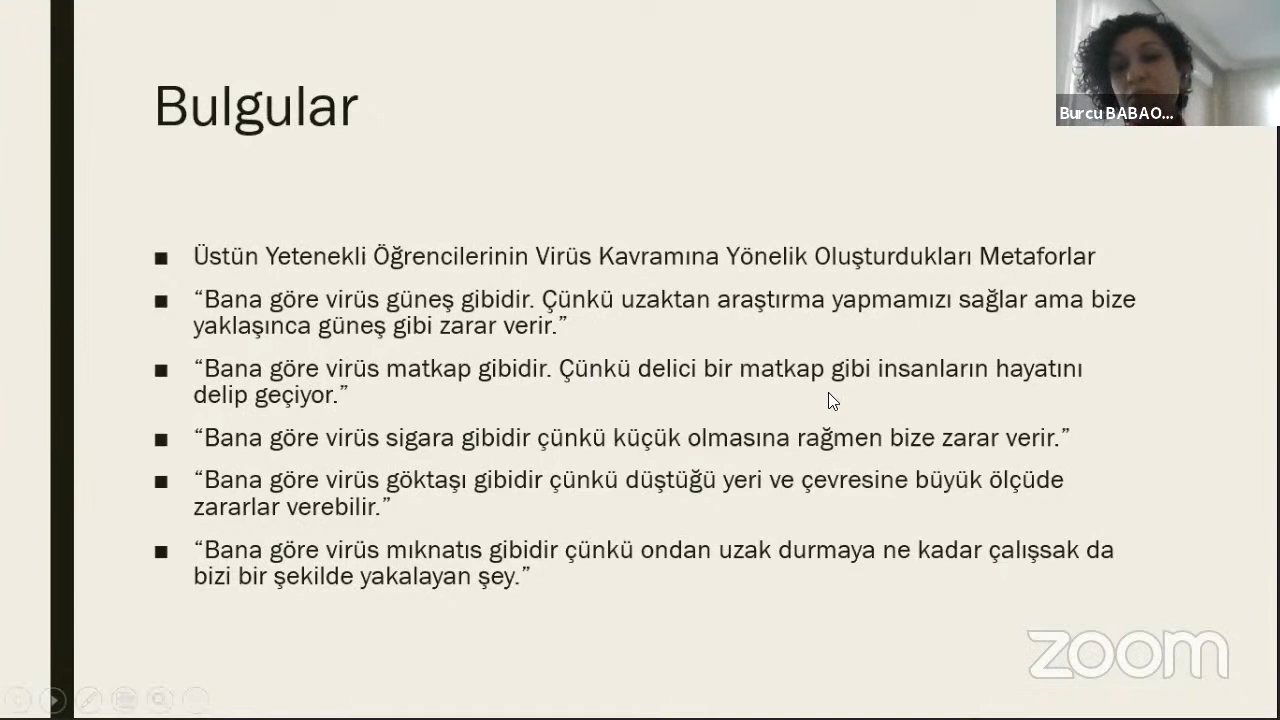 Bulgular
Burcu BABAO...
■ Üstün Yetenekli Öğrencilerinin Virüs Kavramına Yönelik Oluşturdukları Metaforlar
■ “Bana göre virüs güneş gibidir. Çünkü uzaktan araştırma yapmamızı sağlar ama bize
yaklaşınca güneş gibi zarar verir.”
■ “Bana göre virüs matkap gibidir. Çünkü delici bir matkap gibi insanların hayatını
delip geçiyor.”
■ “Bana göre virüs sigara gibidir çünkü küçük olmasına rağmen bize zarar verir.”
■ “Bana göre virüs göktaşı gibidir çünkü düştüğü yeri ve çevresine büyük ölçüde
zararlar verebilir.”
■ “Bana göre virüs mıknatıs gibidir çünkü ondan uzak durmaya ne kadar çalışsak da
bizi bir şekilde yakalayan şey.”
zoom